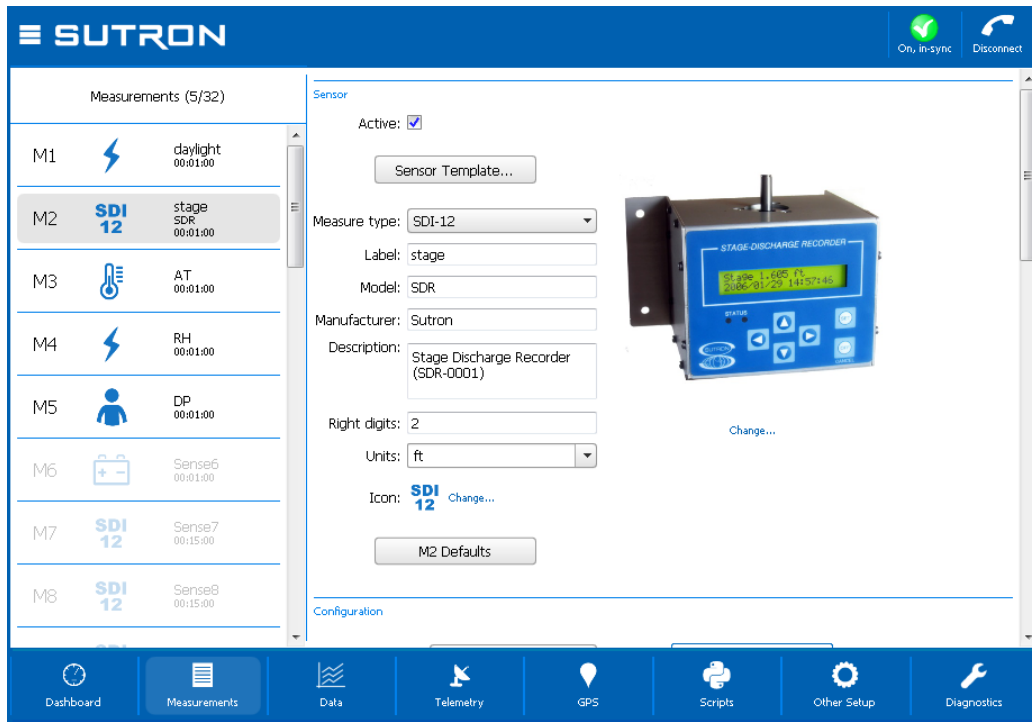 SUTRON
On, in-sync
Disconnect
Measurements (5/32)
M1
daylight
00:01:00
M2
SDI
12
stage
SDR
00:01:00
M3
AT
00:01:00
M4
RH
00:01:00
M5
DP
00:01:00
M6
Sense6
00:01:00
M7
SDI
12
Sense7
00:15:00
M8
SDI
12
Sense8
00:15:00
Sensor
Active:
Sensor Template...
Measure type: SDI-12
Label: stage
Model: SDR
Manufacturer: Sutron
Description: Stage Discharge Recorder
(SDR-0001)
Right digits: 2
Units: ft
Icon: SDI
12 Change...
M2 Defaults
STAGE-DISCHARGE RECORDER
Stage 1.605 ft
2006/01/29 14:57:46
STATUS
SUTRON
Change...
Configuration
Dashboard
Measurements
Data
Telemetry
GPS
Scripts
Other Setup
Diagnostics